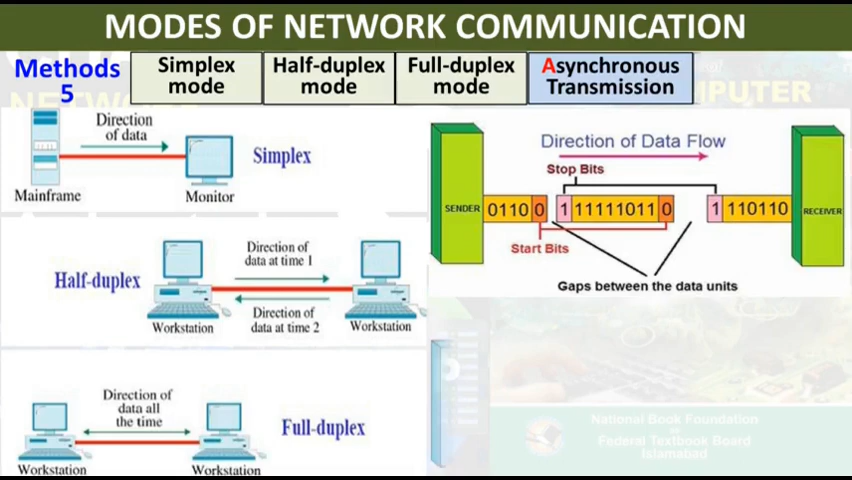 MODES OF NETWORK COMMUNICATION
Methods
5
Simplex
mode
Half-duplex
mode
Full-duplex
mode
Asynchronous
Transmission
Direction
of data
Simplex
Mainframe
Monitor
Half-duplex
Direction of
data at time 1
Direction of
data at time 2
Workstation
Workstation
Direction of
data all
the time
Full-duplex
Workstation
Workstation
Direction of Data Flow
Stop Bits
SENDER
0110 0
1 11111011 0
1 110110
RECEIVER
Start Bits
Gaps between the data units
PUTER
National Book Foundation
as
Federal Textbook Board
Islamabad